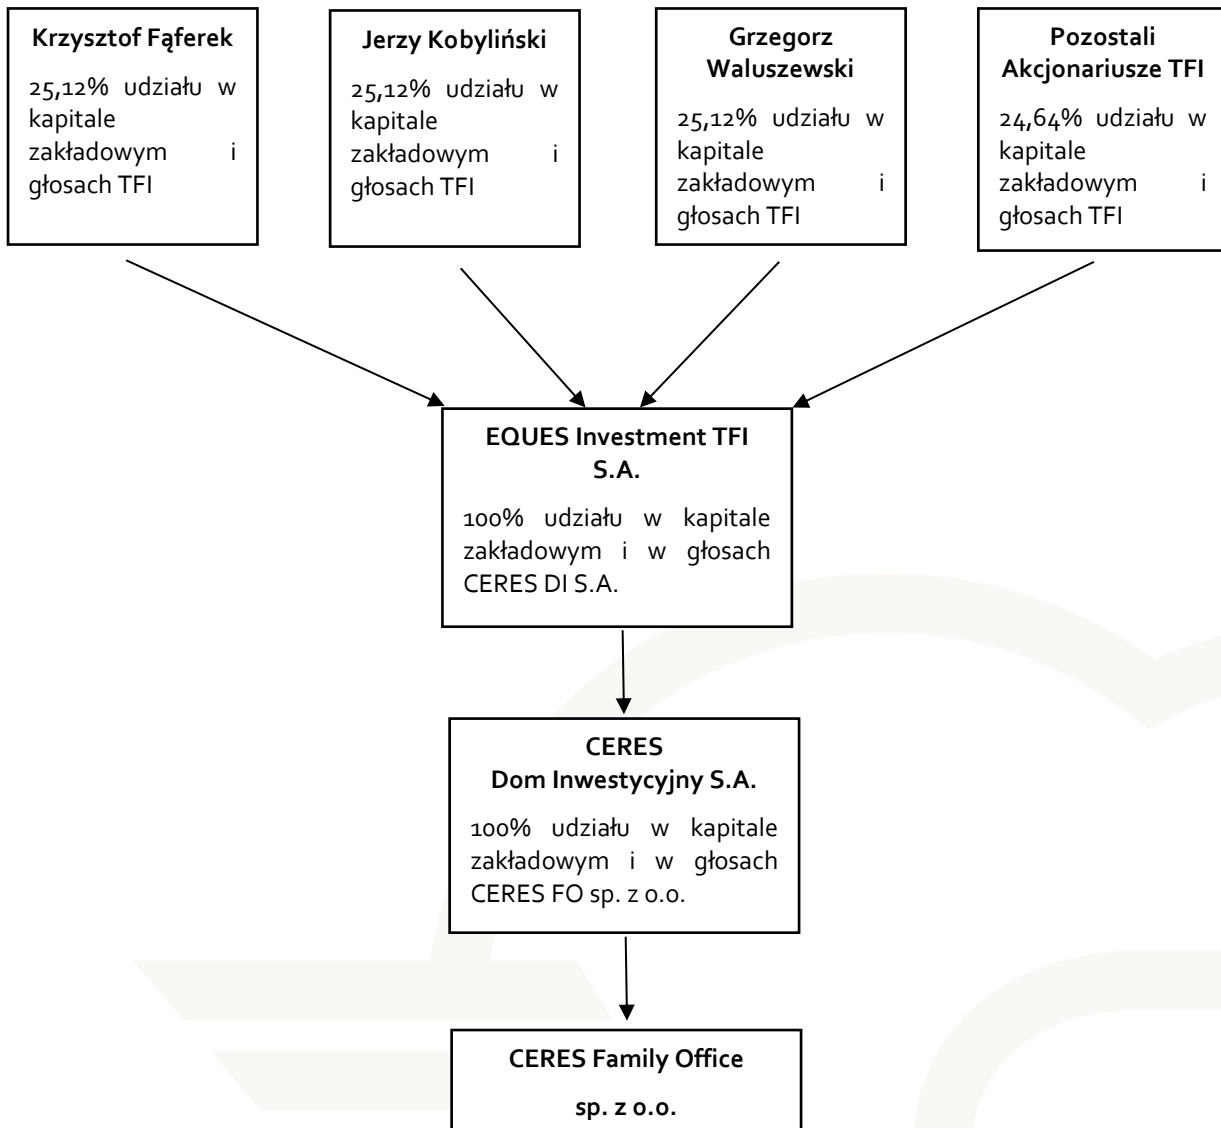 Krzysztof Fąferek
25,12% udziału w
kapitale
zakładowym i
głosach TFI
Jerzy Kobyliński
25,12% udziału w
kapitale
zakładowym i
głosach TFI
Grzegorz
Waluszewski
25,12% udziału w
kapitale
zakładowym i
głosach TFI
Pozostali
Akcjonariusze TFI
24,64% udziału w
kapitale
zakładowym i
głosach TFI
EQUES Investment TFI
S.A.
100% udziału w kapitale
zakładowym i w głosach
CERES DI S.A.
CERES
Dom Inwestycyjny S.A.
100% udziału w kapitale
zakładowym i w głosach
CERES FO sp. z o.o.
CERES Family Office
sp. z o.o.